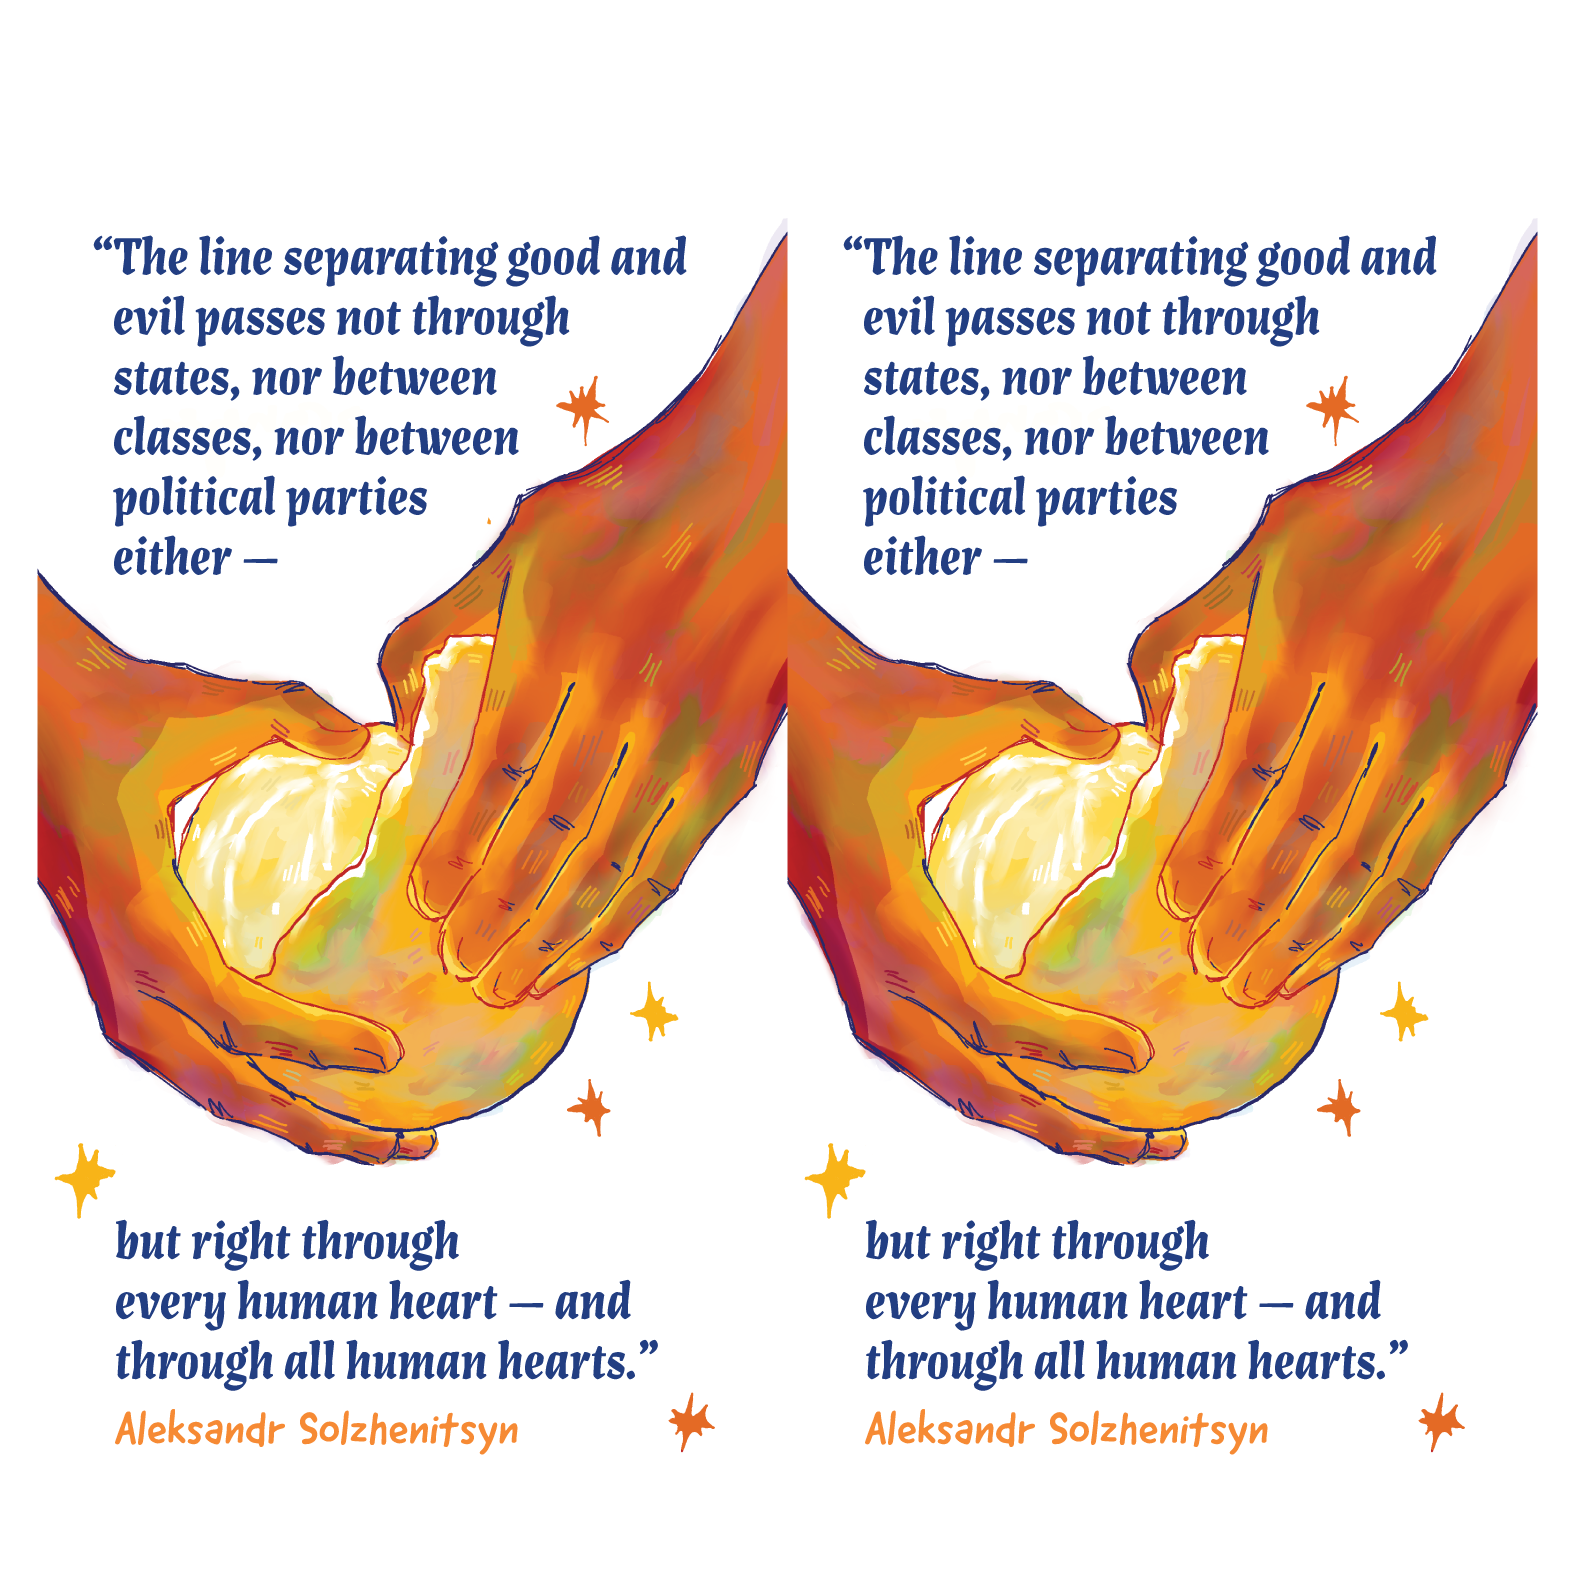 “The line separating good and
evil passes not through
states, nor between
classes, nor between
political parties
either —
but right through
every human heart — and
through all human hearts.”
Aleksandr Solzhenitsyn
“The line separating good and
evil passes not through
states, nor between
classes, nor between
political parties
either —
but right through
every human heart — and
through all human hearts.”
Aleksandr Solzhenitsyn